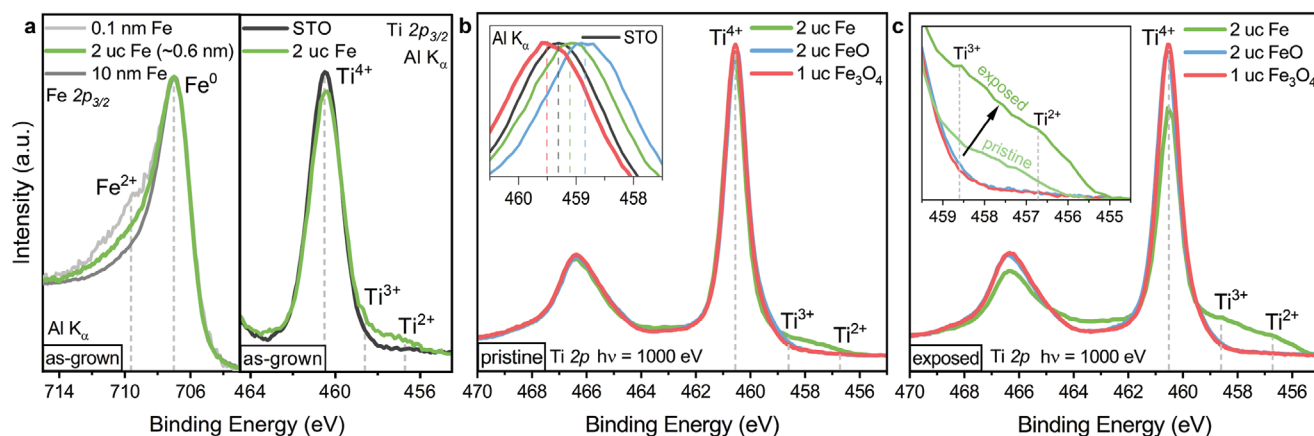 a
0.1 nm Fe
2 uc Fe (~0.6 nm)
10 nm Fe
Fe 2p3/2
Fe0
Fe2+
Al Kα
as-grown
714 710 706
STO
2 uc Fe
Ti 2p3/2
Al Kα
Ti4+
Ti3+
Ti2+
as-grown
464 460 456
Intensity (a.u.)
Binding Energy (eV)
b
Al Kα
STO
460 459 458
2 uc Fe
2 uc FeO
1 uc Fe3O4
Ti4+
Ti3+
Ti2+
pristine
Ti 2p hν = 1000 eV
470 468 466 464 462 460 458 456
Binding Energy (eV)
c
Ti3+
exposed
Ti2+
pristine
459 458 457 456 455
2 uc Fe
2 uc FeO
1 uc Fe3O4
Ti4+
Ti3+
Ti2+
exposed
Ti 2p hν = 1000 eV
470 468 466 464 462 460 458 456
Binding Energy (eV)